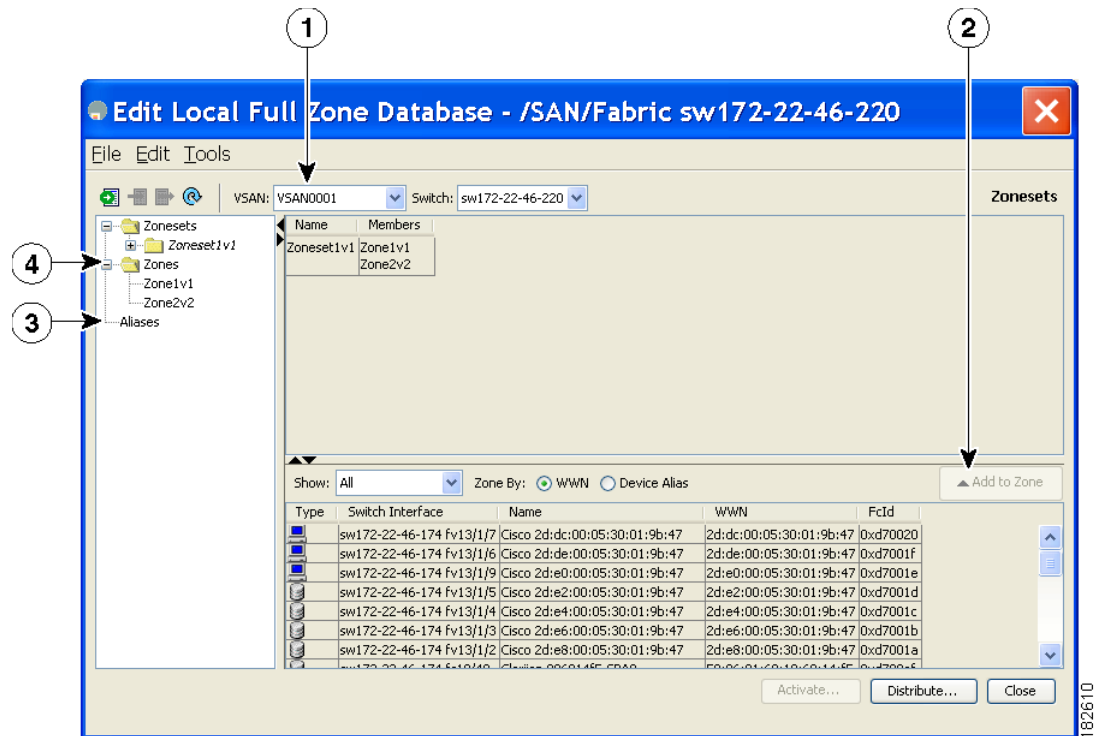 1
2
Edit Local Full Zone Database - /SAN/Fabric sw172-22-46-220
File Edit Tools
VSAN: VSAN0001 Switch: sw172-22-46-220 Zonesets
Zonesets
Zoneset1v1
4
Zones
Zone1v1
Zone2v2
3
Aliases
Name Members
Zoneset1v1 Zone1v1
Zone2v2
Show: All Zone By: WWN Device Alias Add to Zone
Type Switch Interface Name WWN FcId
sw172-22-46-174 fv13/1/7 Cisco 2d:dc:00:05:30:01:9b:47 2d:dc:00:05:30:01:9b:47 0xd70020
sw172-22-46-174 fv13/1/6 Cisco 2d:de:00:05:30:01:9b:47 2d:de:00:05:30:01:9b:47 0xd7001f
sw172-22-46-174 fv13/1/9 Cisco 2d:e0:00:05:30:01:9b:47 2d:e0:00:05:30:01:9b:47 0xd7001e
sw172-22-46-174 fv13/1/5 Cisco 2d:e2:00:05:30:01:9b:47 2d:e2:00:05:30:01:9b:47 0xd7001d
sw172-22-46-174 fv13/1/4 Cisco 2d:e4:00:05:30:01:9b:47 2d:e4:00:05:30:01:9b:47 0xd7001c
sw172-22-46-174 fv13/1/3 Cisco 2d:e6:00:05:30:01:9b:47 2d:e6:00:05:30:01:9b:47 0xd7001b
sw172-22-46-174 fv13/1/2 Cisco 2d:e8:00:05:30:01:9b:47 2d:e8:00:05:30:01:9b:47 0xd7001a
Activate... Distribute... Close
182610